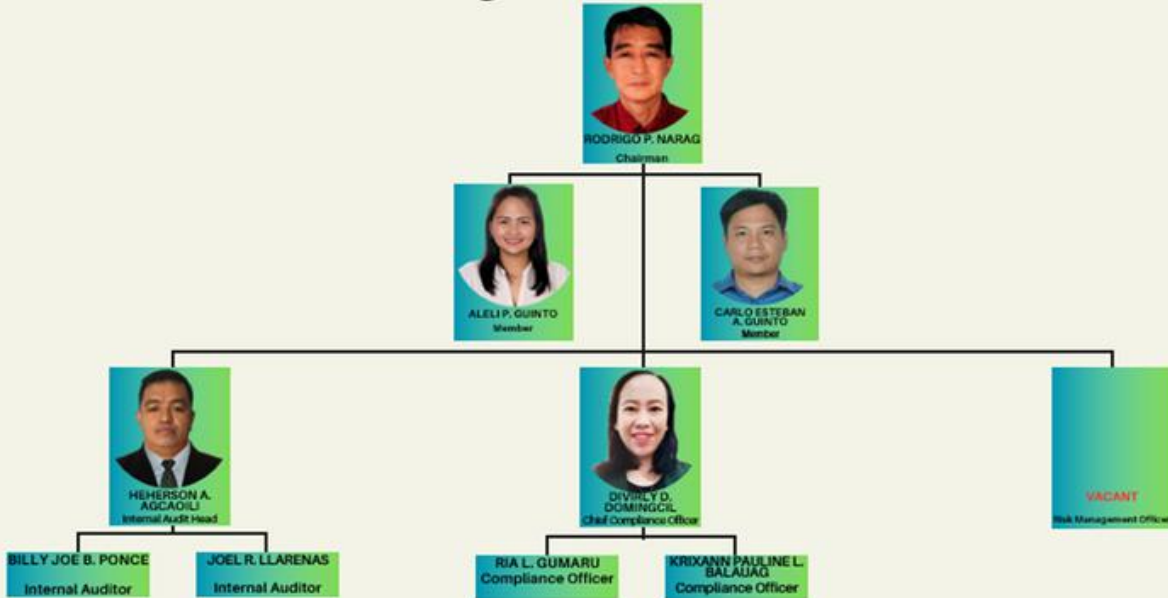 RODRIGO P. NARAG
Chairman
ALELI P. GUINTO
Member
CARLO ESTEBAN
A. GUINTO
Member
HEHERSON A.
AGCAOILI
Internal Audit Head
DIVIRLY D.
DOMINGCIL
Chief Compliance Officer
VACANT
Risk Management Officer
BILLY JOE B. PONCE
Internal Auditor
JOEL R. LLARENAS
Internal Auditor
RIA L. GUMARU
Compliance Officer
KRIXANN PAULINE L.
BALAUAG
Compliance Officer